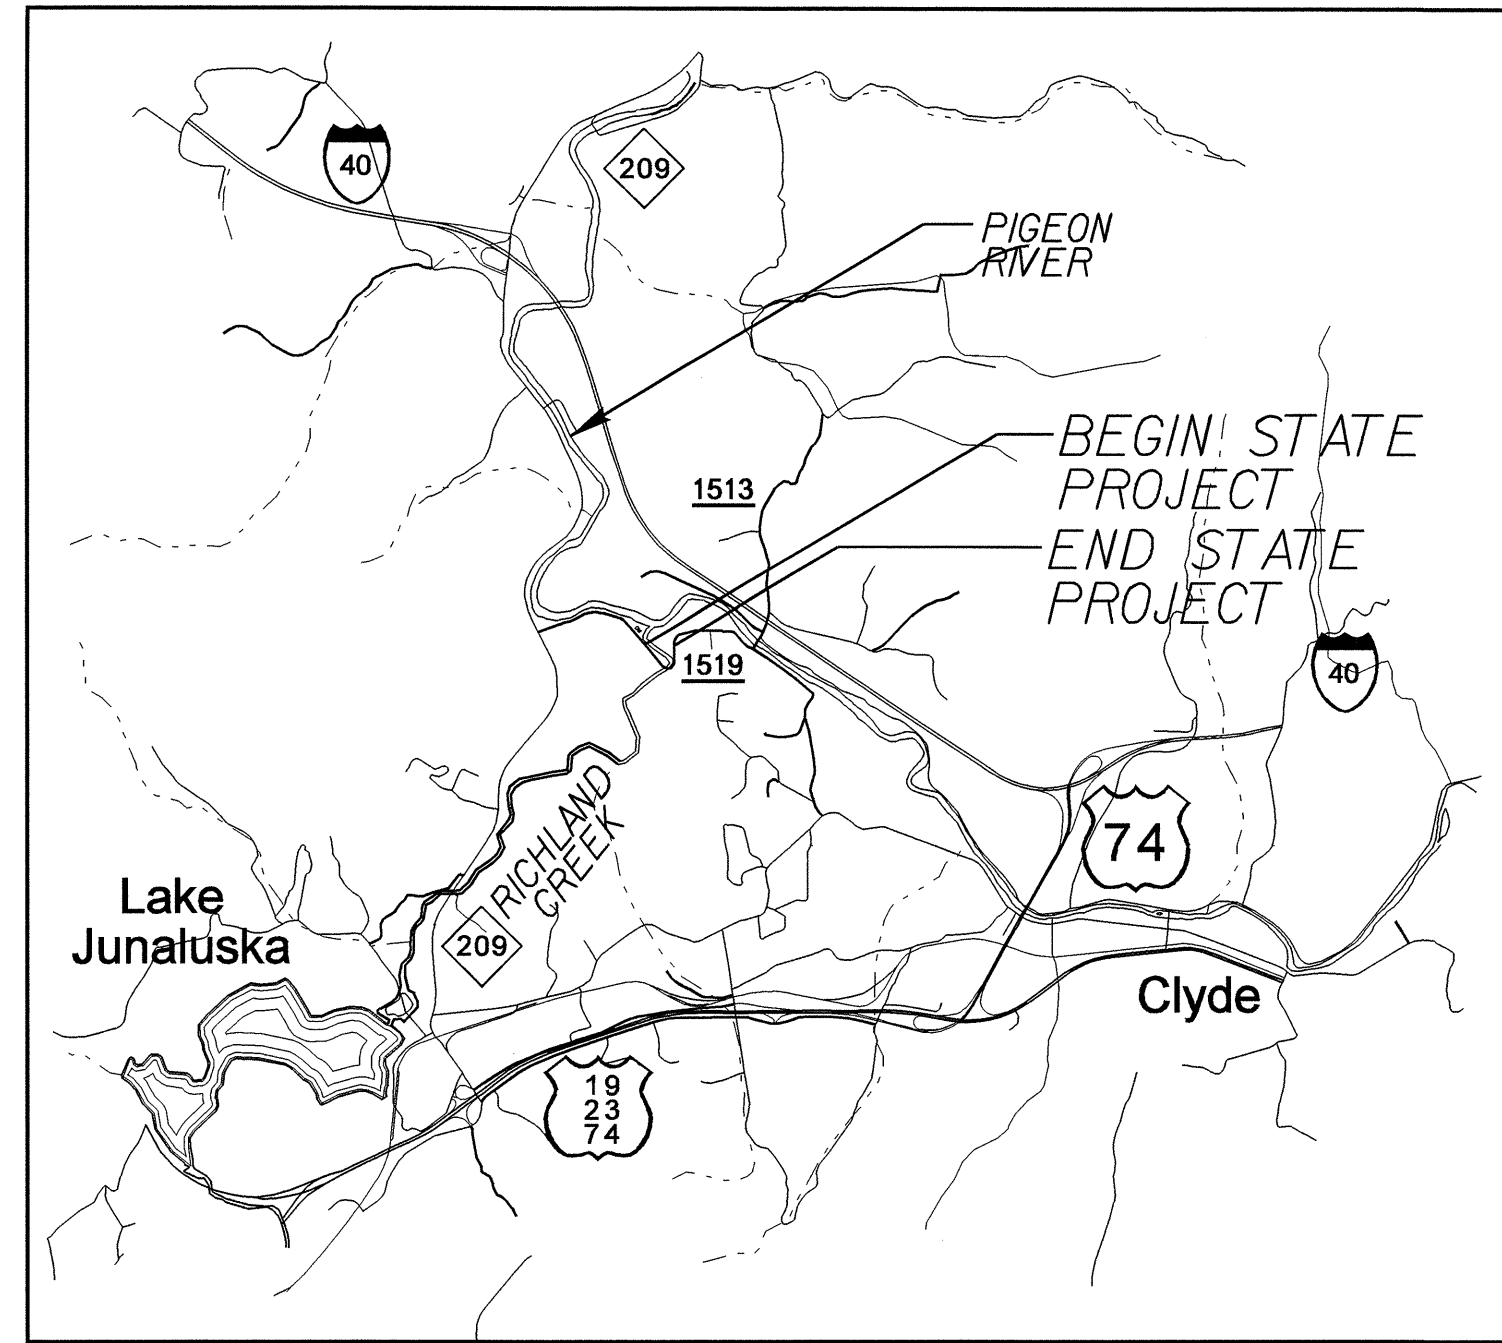 40
209
PIGEON
RIVER
BEGIN STATE
PROJECT
1513
END STATE
PROJECT
1519
40
RICHLAND
CREEK
74
Lake
Junaluska
209
Clyde
19
23
74